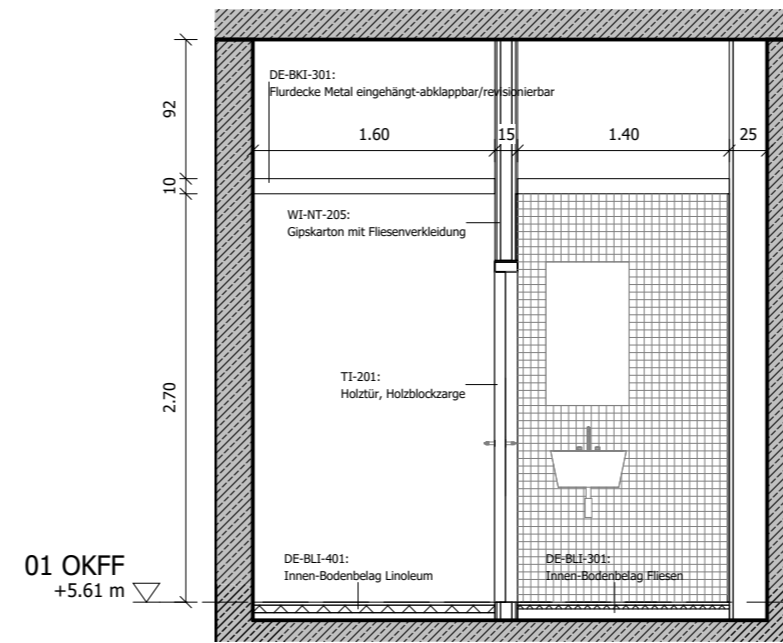 DE-BKI-301:
Flurdecke Metal eingehängt-abklappbar/revisionierbar
92
1.60
15
1.40
25
10
WI-NT-205:
Gipskarton mit Fliesenverkleidung
2.70
TI-201:
Holztür, Holzblockzarge
01 OKFF
+5.61 m
DE-BLI-401:
Innen-Bodenbelag Linoleum
DE-BLI-301:
Innen-Bodenbelag Fliesen